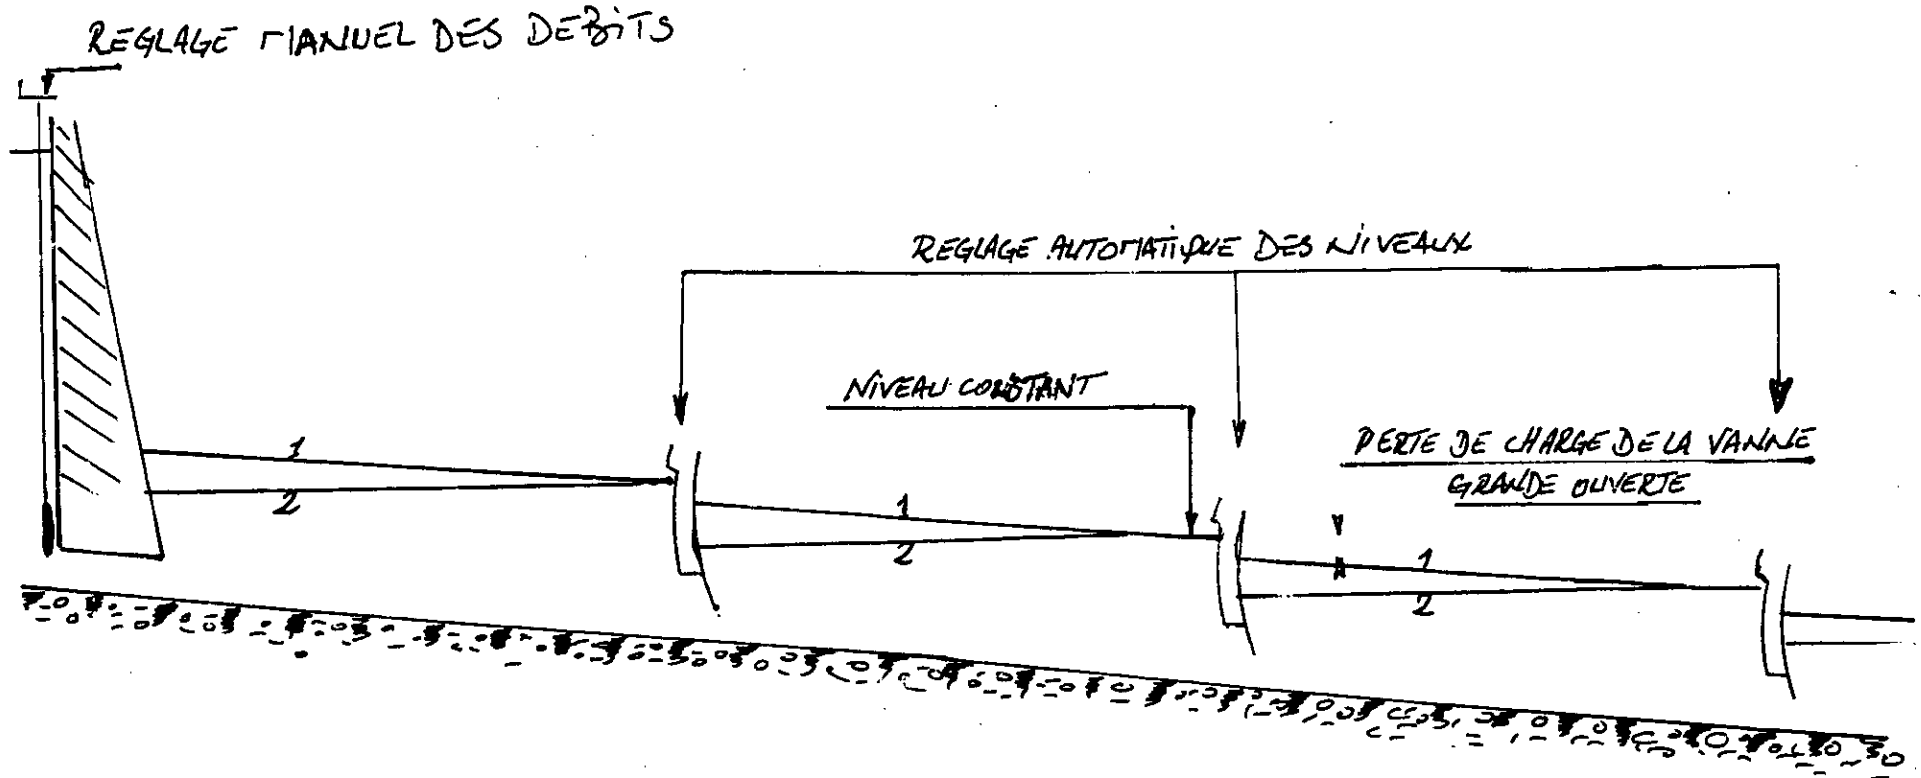 REGLAGE MANUEL DES DEBITS
REGLAGE AUTOMATIQUE DES NIVEAUX
NIVEAU CONSTANT
PERTE DE CHARGE DE LA VANNE
GRANDE OUVERTE
1
2
1
2
1
2